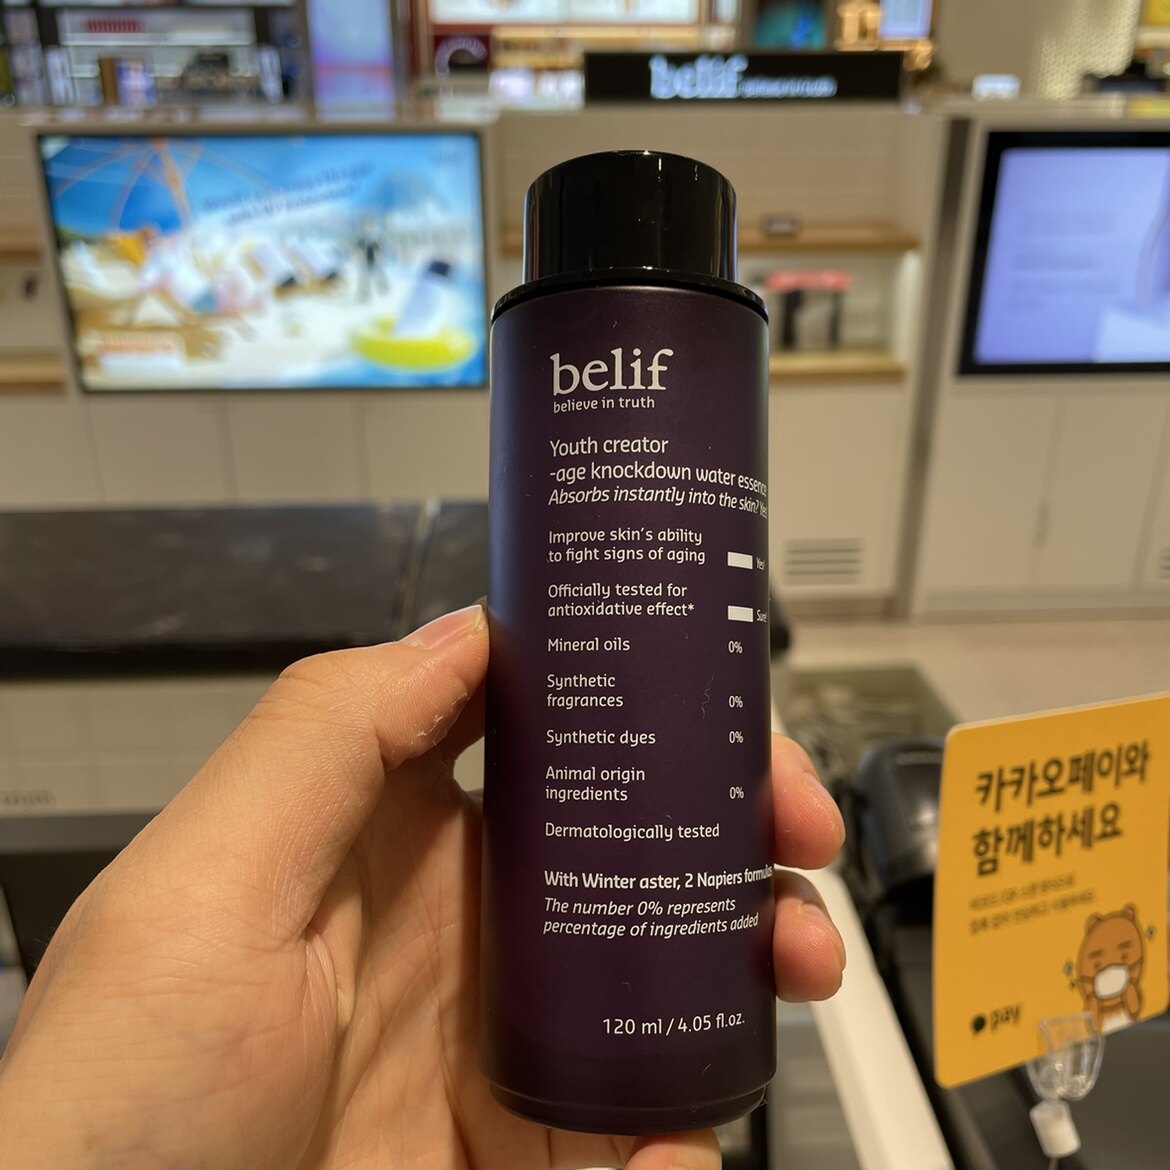 belif
belif
believe in truth
Youth creator
-age knockdown water essence
Absorbs instantly into the skin? Yes
Improve skin's ability
to fight signs of aging
Yes!
Officially tested for
antioxidative effect*
Sure!
Mineral oils 0%
Synthetic
fragrances 0%
Synthetic dyes 0%
Animal origin
ingredients 0%
Dermatologically tested
With Winter aster, 2 Napiers formulas
The number 0% represents
percentage of ingredients added
120 ml / 4.05 fl.oz.
카카오페이와
함께하세요
pay